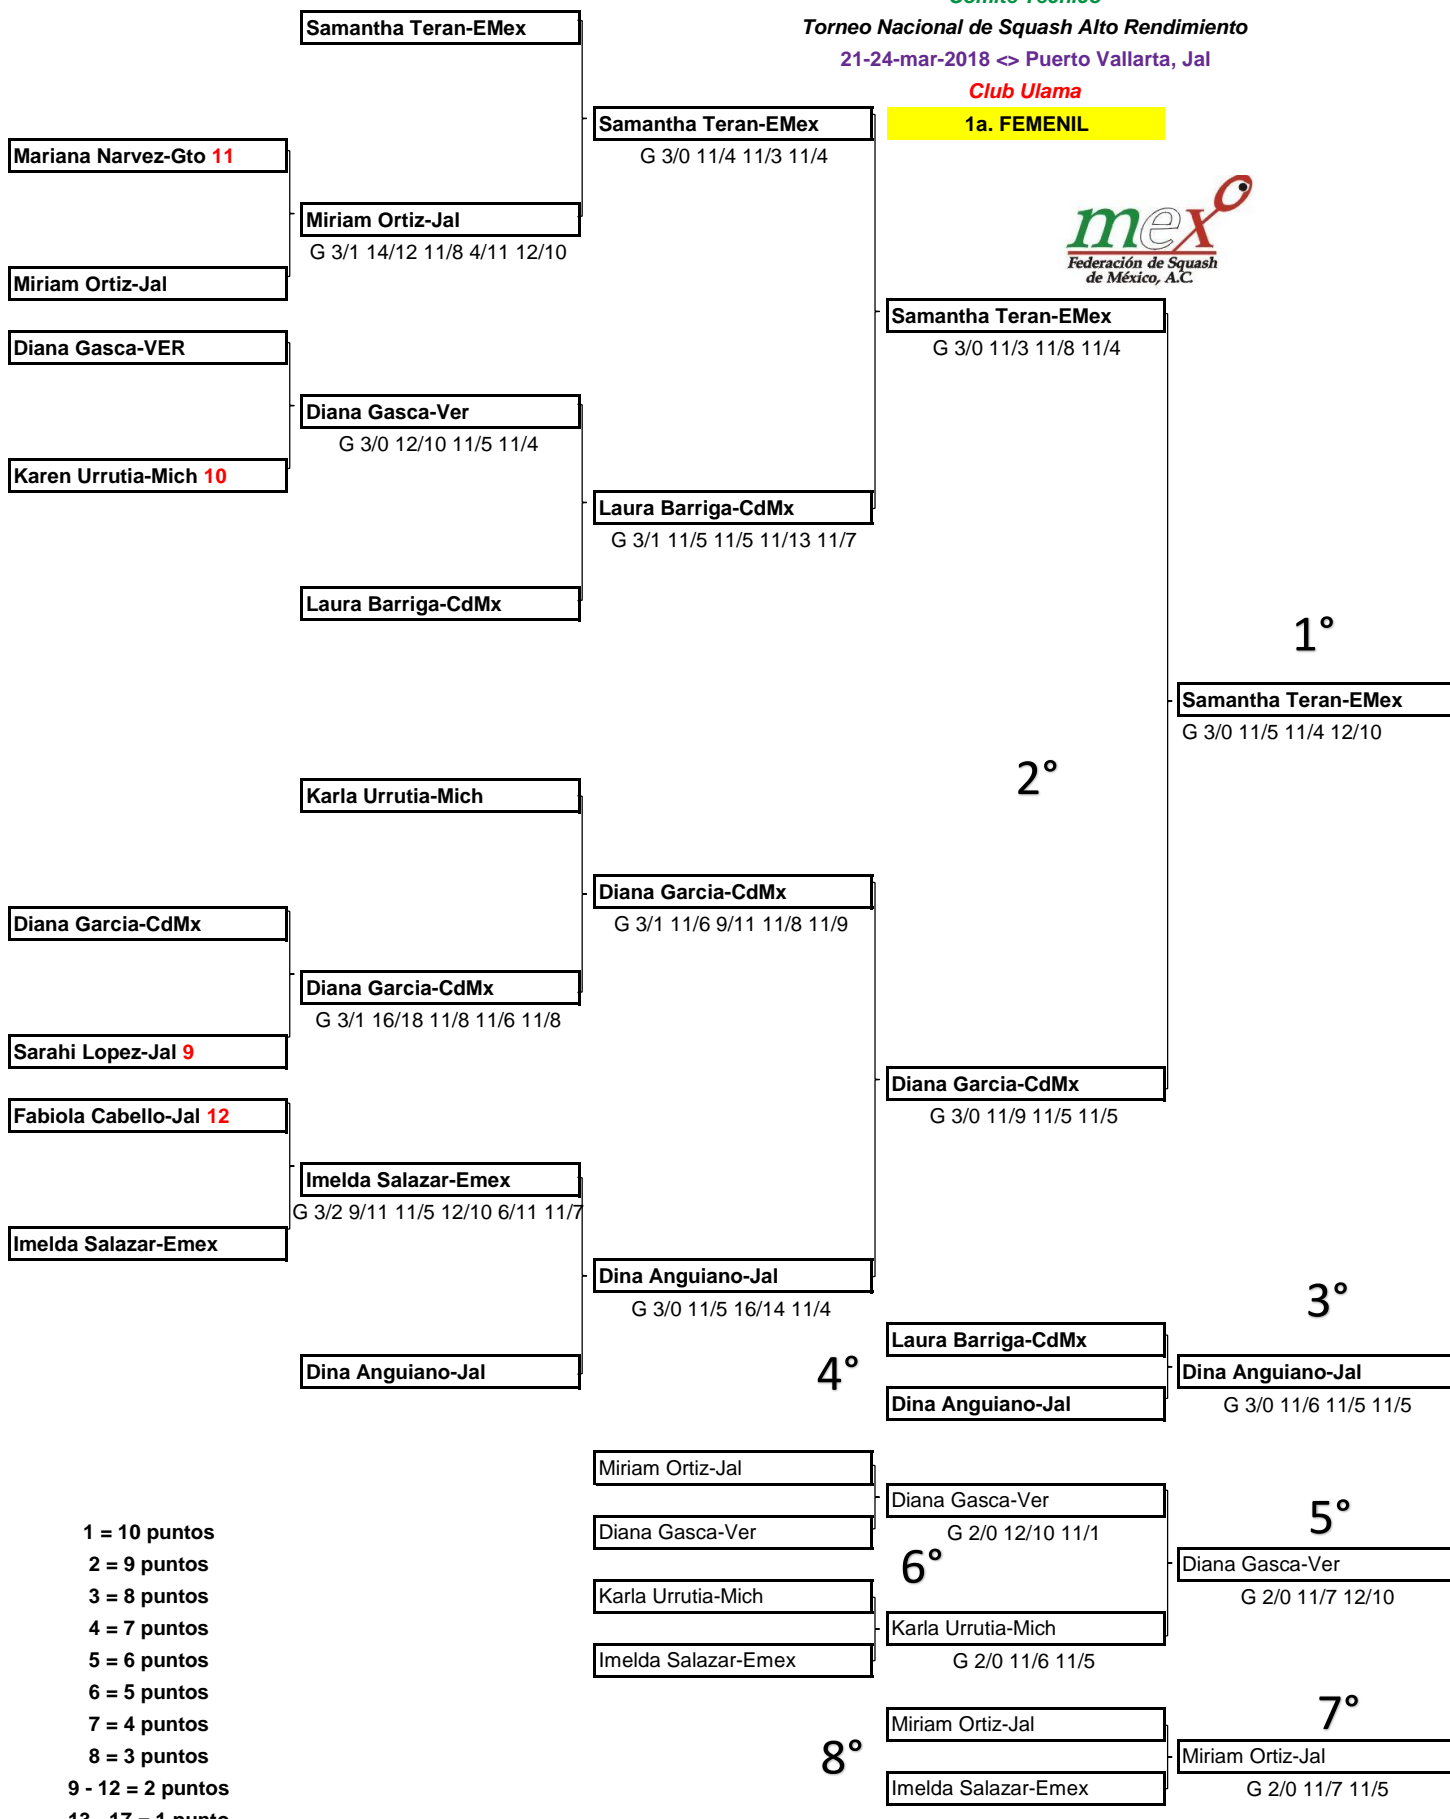 Comité Técnico
Torneo Nacional de Squash Alto Rendimiento
21-24-mar-2018 <> Puerto Vallarta, Jal
Club Ulama
1a. FEMENIL
mex
Federación de Squash
de México, A.C.
Mariana Narvez-Gto 11
Miriam Ortiz-Jal
Diana Gasca-VER
Karen Urrutia-Mich 10
Diana Garcia-CdMx
Sarahi Lopez-Jal 9
Fabiola Cabello-Jal 12
Imelda Salazar-Emex
1 = 10 puntos
2 = 9 puntos
3 = 8 puntos
4 = 7 puntos
5 = 6 puntos
6 = 5 puntos
7 = 4 puntos
8 = 3 puntos
9 - 12 = 2 puntos
13 - 17 = 1 punto
Samantha Teran-EMex
Miriam Ortiz-Jal
G 3/1 14/12 11/8 4/11 12/10
Diana Gasca-Ver
G 3/0 12/10 11/5 11/4
Laura Barriga-CdMx
Karla Urrutia-Mich
Diana Garcia-CdMx
G 3/1 16/18 11/8 11/6 11/8
Imelda Salazar-Emex
G 3/2 9/11 11/5 12/10 6/11 11/7
Dina Anguiano-Jal
Samantha Teran-EMex
G 3/0 11/4 11/3 11/4
Laura Barriga-CdMx
G 3/1 11/5 11/5 11/13 11/7
Diana Garcia-CdMx
G 3/1 11/6 9/11 11/8 11/9
Dina Anguiano-Jal
G 3/0 11/5 16/14 11/4
4°
Miriam Ortiz-Jal
Diana Gasca-Ver
Karla Urrutia-Mich
Imelda Salazar-Emex
8°
Samantha Teran-EMex
G 3/0 11/3 11/8 11/4
2°
Diana Garcia-CdMx
G 3/0 11/9 11/5 11/5
Laura Barriga-CdMx
Dina Anguiano-Jal
Diana Gasca-Ver
G 2/0 12/10 11/1
6°
Karla Urrutia-Mich
G 2/0 11/6 11/5
Miriam Ortiz-Jal
Imelda Salazar-Emex
1°
Samantha Teran-EMex
G 3/0 11/5 11/4 12/10
3°
Dina Anguiano-Jal
G 3/0 11/6 11/5 11/5
5°
Diana Gasca-Ver
G 2/0 11/7 12/10
7°
Miriam Ortiz-Jal
G 2/0 11/7 11/5